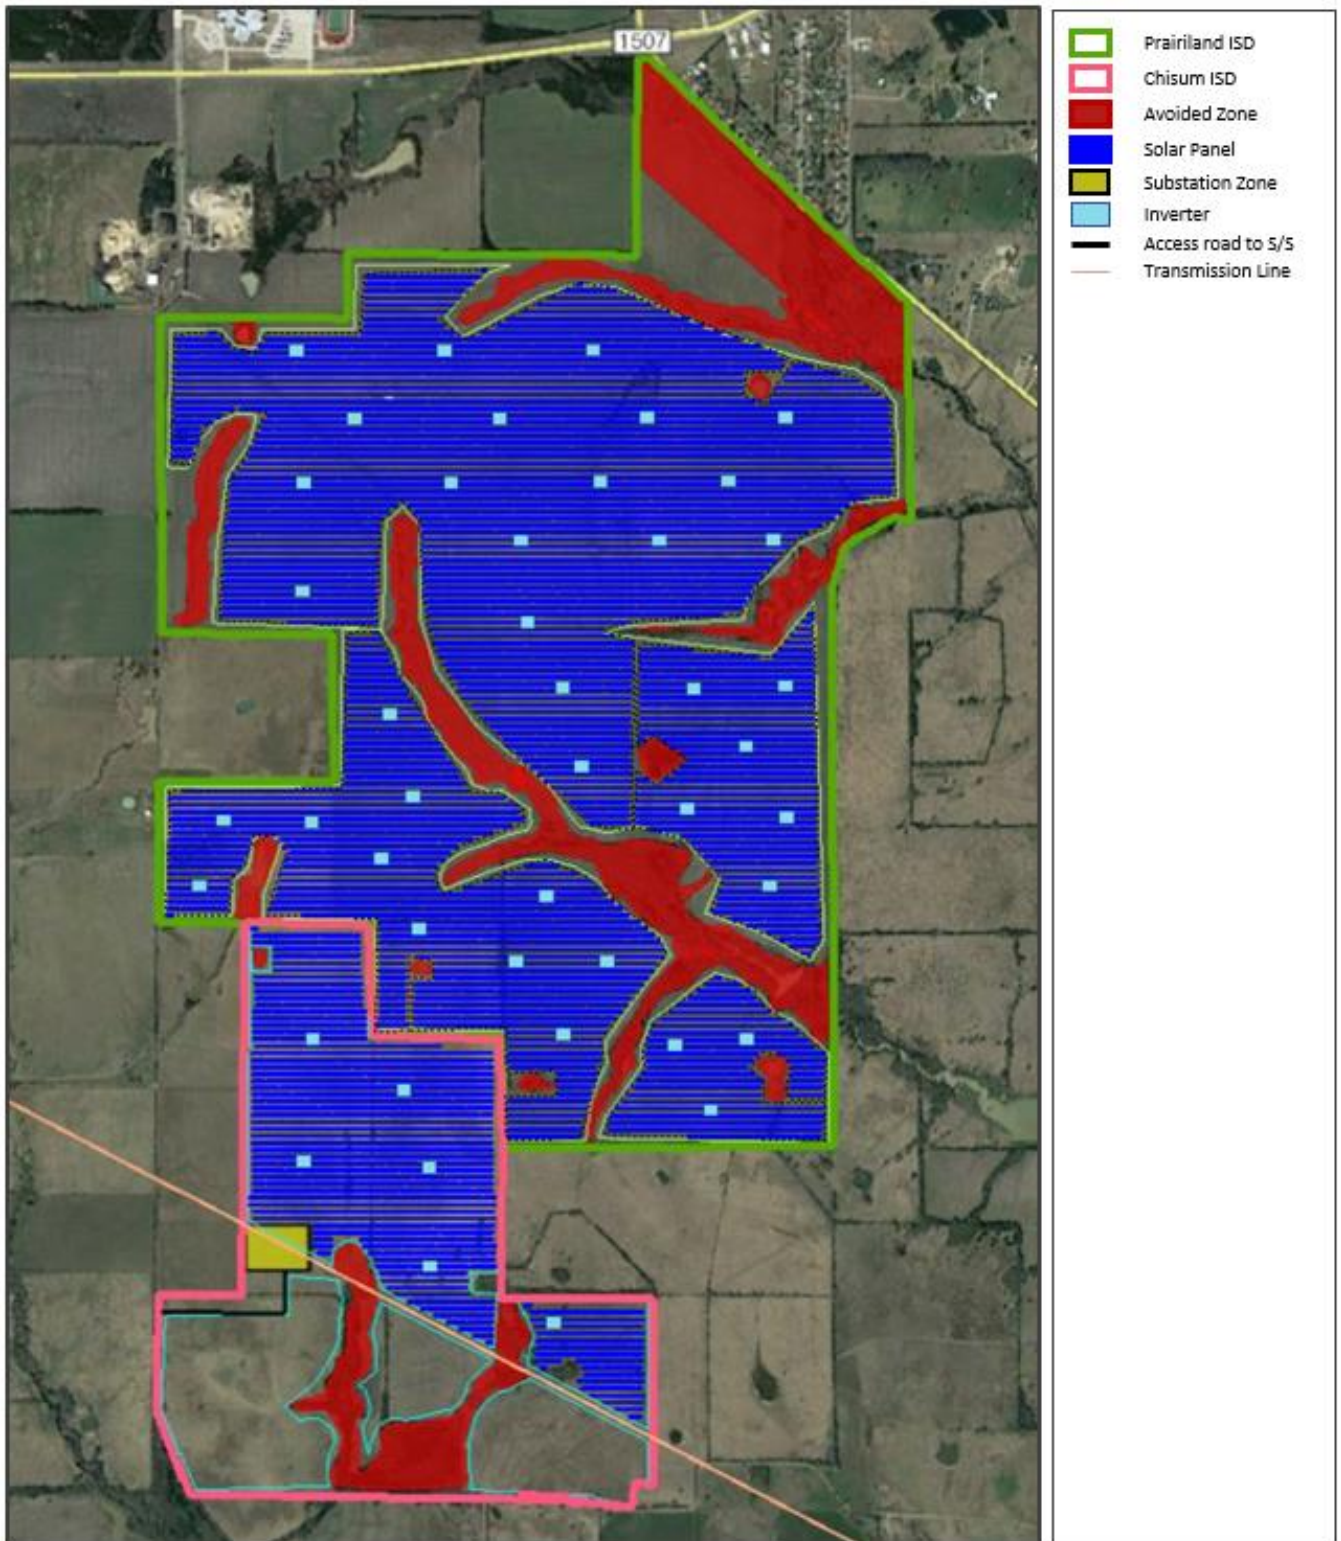 1507
Prairiland ISD
Chisum ISD
Avoided Zone
Solar Panel
Substation Zone
Inverter
Access road to S/S
Transmission Line